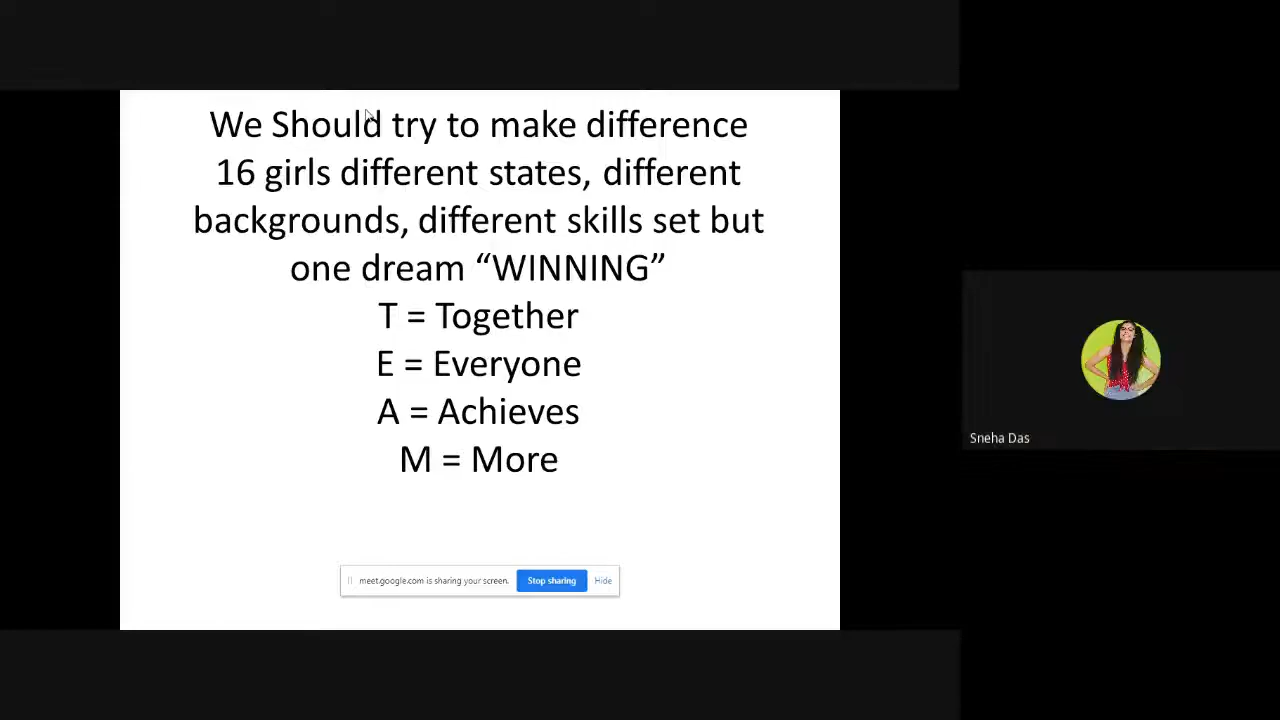 We Should try to make difference
16 girls different states, different
backgrounds, different skills set but
one dream “WINNING”
T = Together
E = Everyone
A = Achieves
M = More
meet.google.com is sharing your screen. Stop sharing Hide
Sneha Das